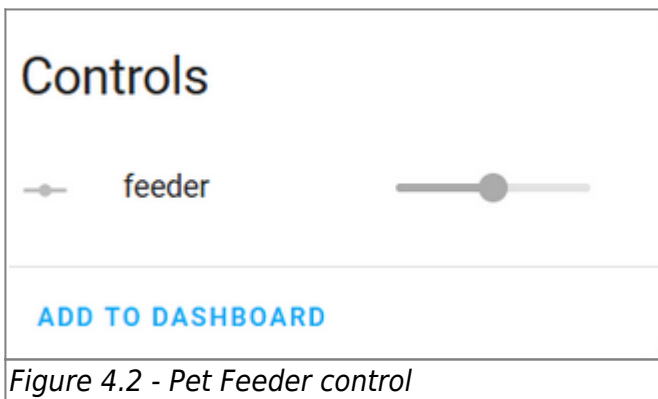 Controls
feeder
ADD TO DASHBOARD
Figure 4.2 - Pet Feeder control